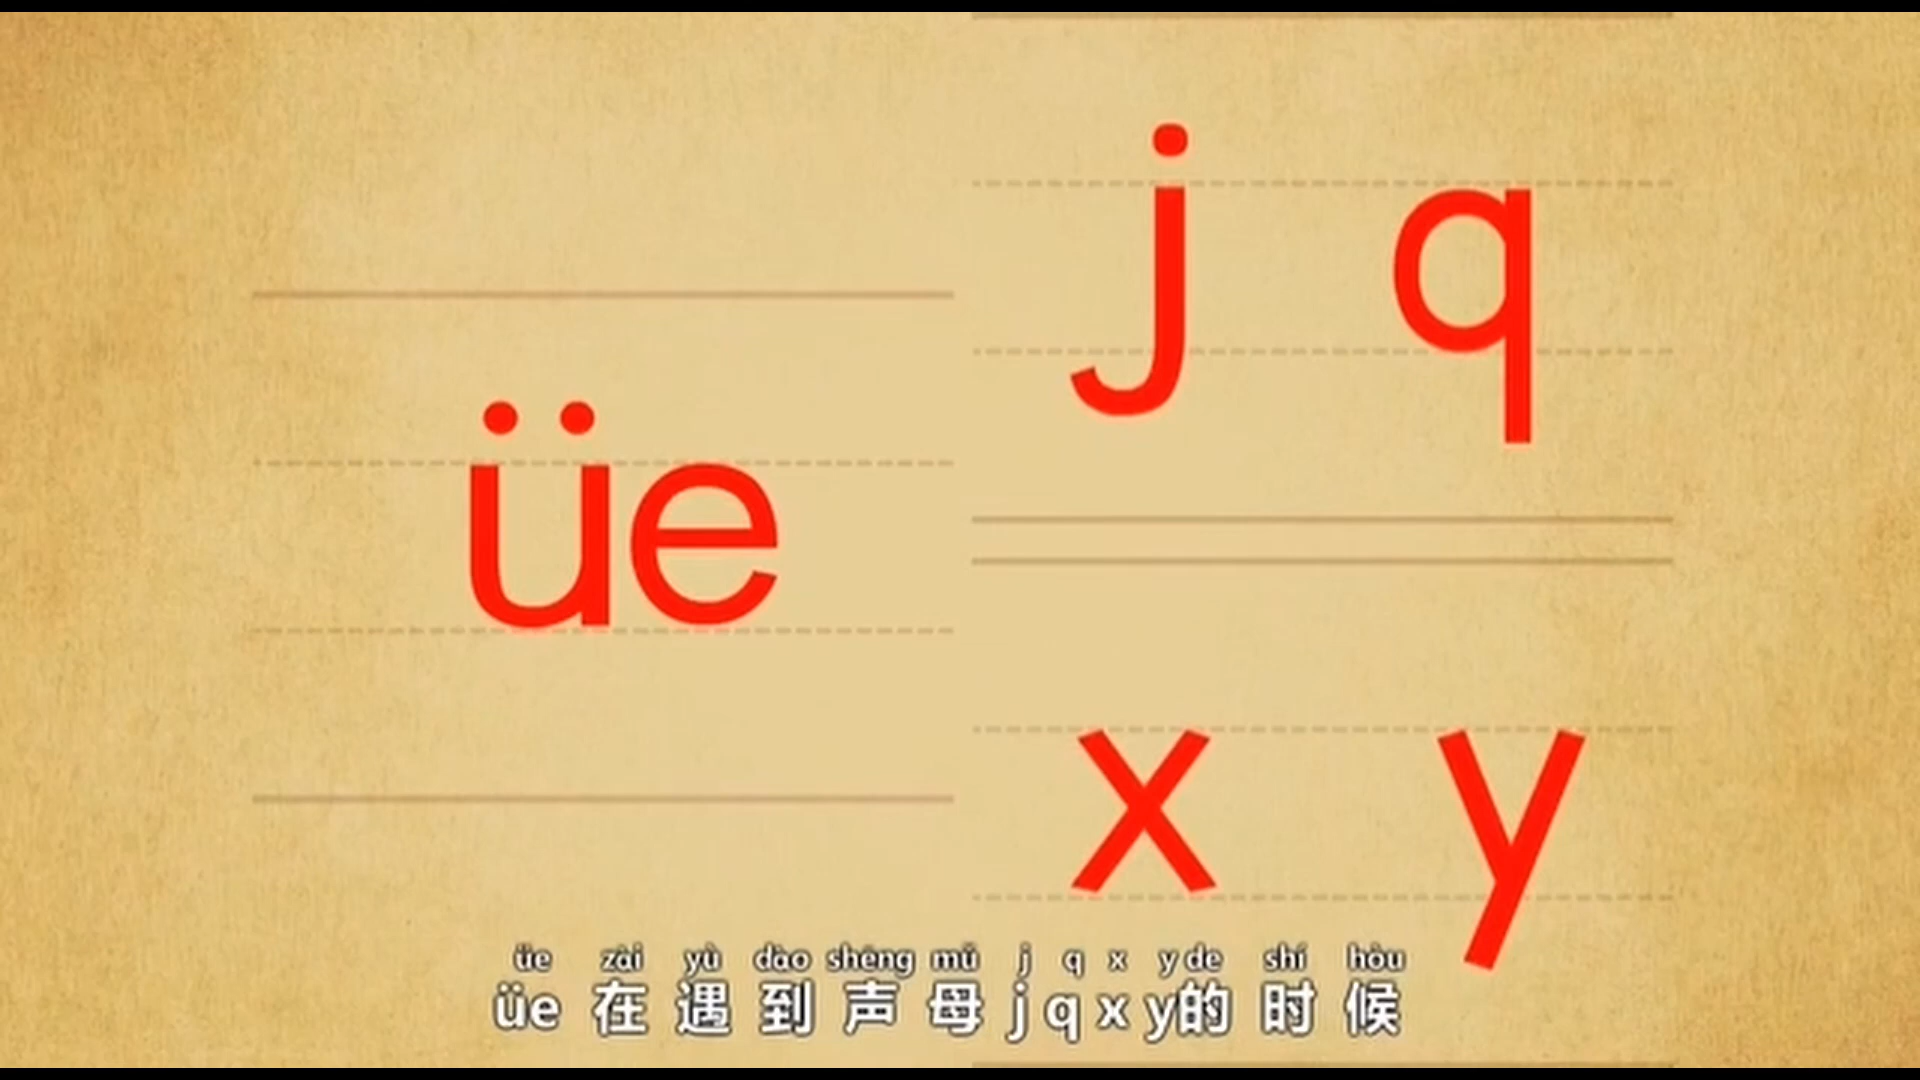 üe
j q
x y
üe zài yù dào shēng mǔ j q x y de shí hòu
üe 在 遇 到 声 母 j q x y的 时 候